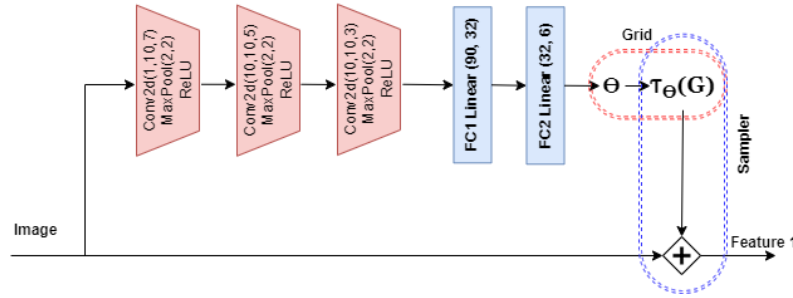 Conv2d(1,10,7)
MaxPool(2,2)
ReLU
Conv2d(10,10,5)
MaxPool(2,2)
ReLU
Conv2d(10,10,3)
MaxPool(2,2)
ReLU
FC1 Linear (90, 32)
FC2 Linear (32, 6)
Grid
Θ
τΘ(G)
Sampler
Image
+
Feature 1